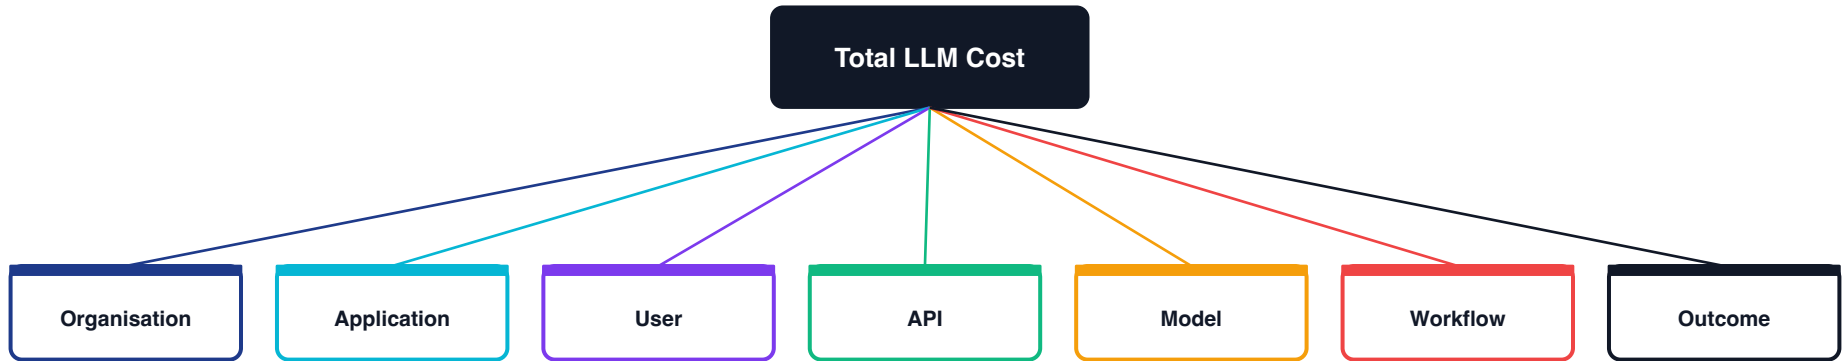 Total LLM Cost
Organisation
Application
User
API
Model
Workflow
Outcome